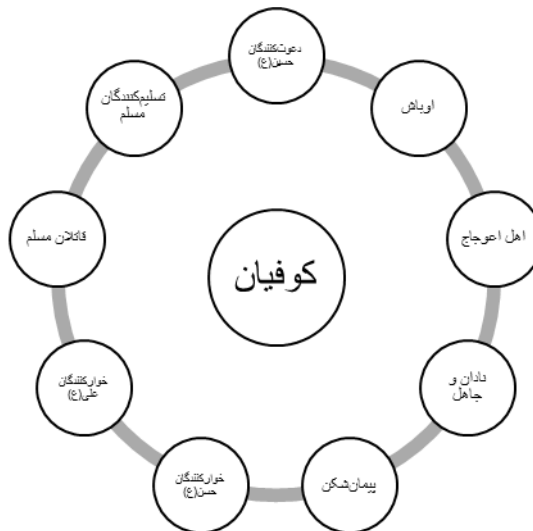 دعوت‌کنندگان
حسین(ع)
اوباش
اهل اعوجاج
نادان و
جاهل
پیمان‌شکن
خوارکنندگان
حسن(ع)
خوارکنندگان
علی(ع)
قاتلان مسلم
تسلیم‌کنندگان
مسلم
کوفیان